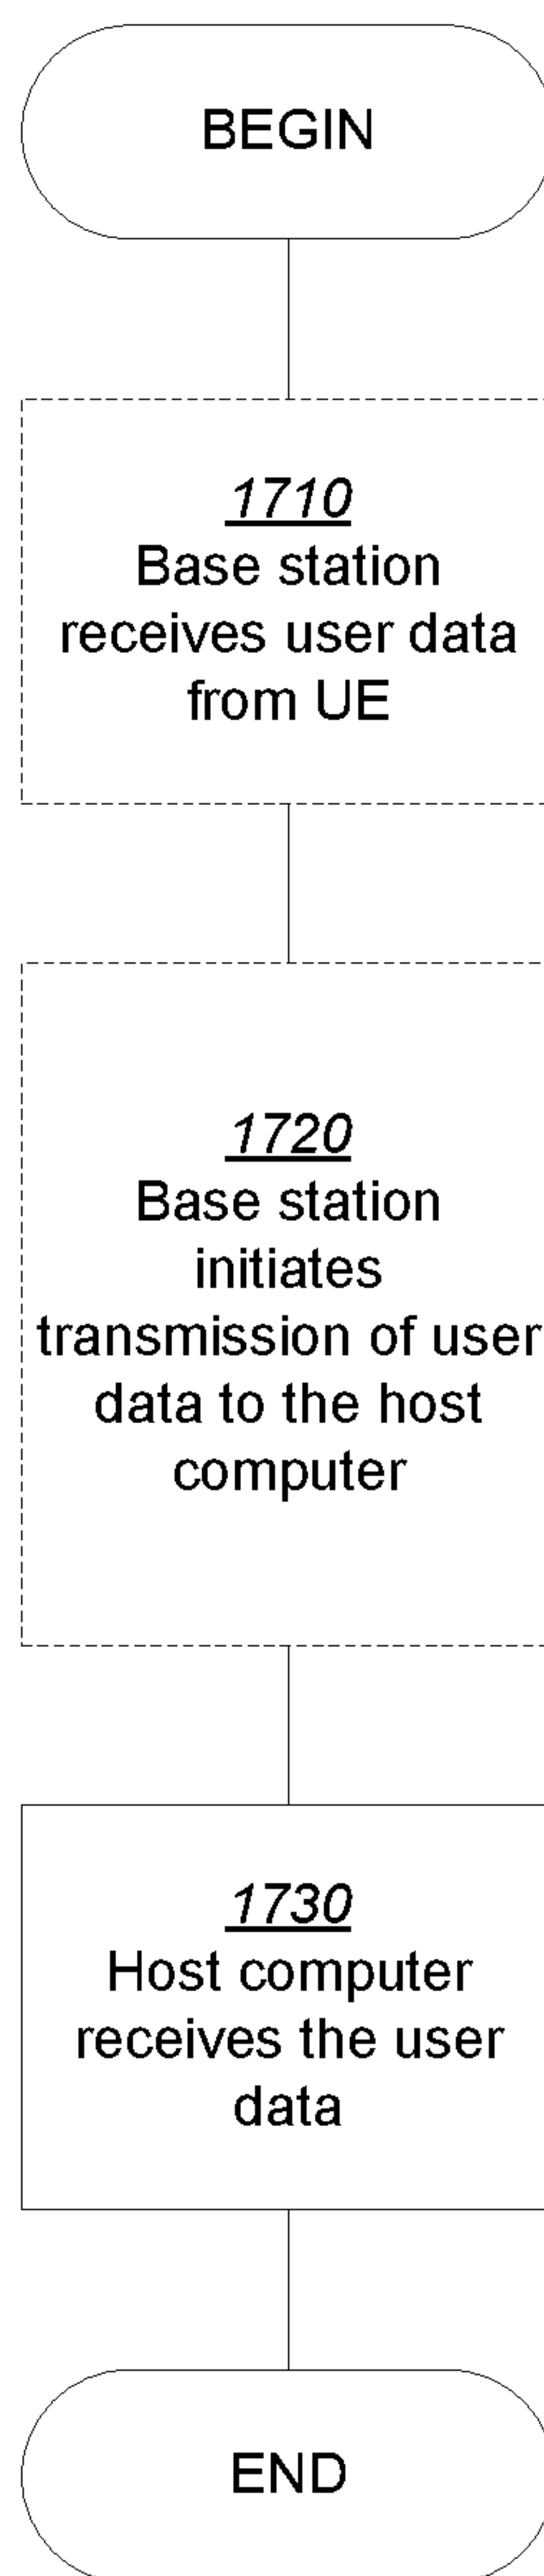 BEGIN
1710
Base station
receives user data
from UE
1720
Base station
initiates
transmission of user
data to the host
computer
1730
Host computer
receives the user
data
END